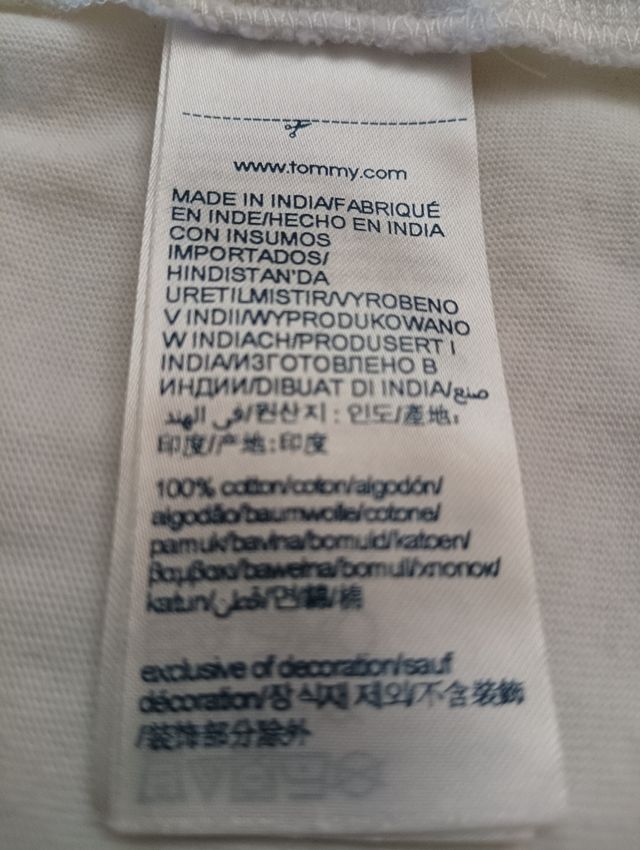 www.tommy.com
MADE IN INDIA/FABRIQUÉ
EN INDE/HECHO EN INDIA
CON INSUMOS
IMPORTADOS/
HINDISTAN'DA
URETILMISTIR/VYROBENO
V INDII/WYPRODUKOWANO
W INDIACH/PRODUSERT I
INDIA/ИЗГОТОВЛЕНО В
ИНДИИ/DIBUAT DI INDIA/صنع
في الهند/원산지 : 인도/產地:
印度/产地:印度
100% cotton/coton/algodón/
algodão/baumwolle/cotone/
pamuk/bavlna/bomuld/katoen/
βαμβακι/bawełna/bomull/хлопок/
katun/قطن/면/棉/棉
exclusive of decoration/sauf
décoration/장식재 제외/不含裝飾
/装饰部分除外